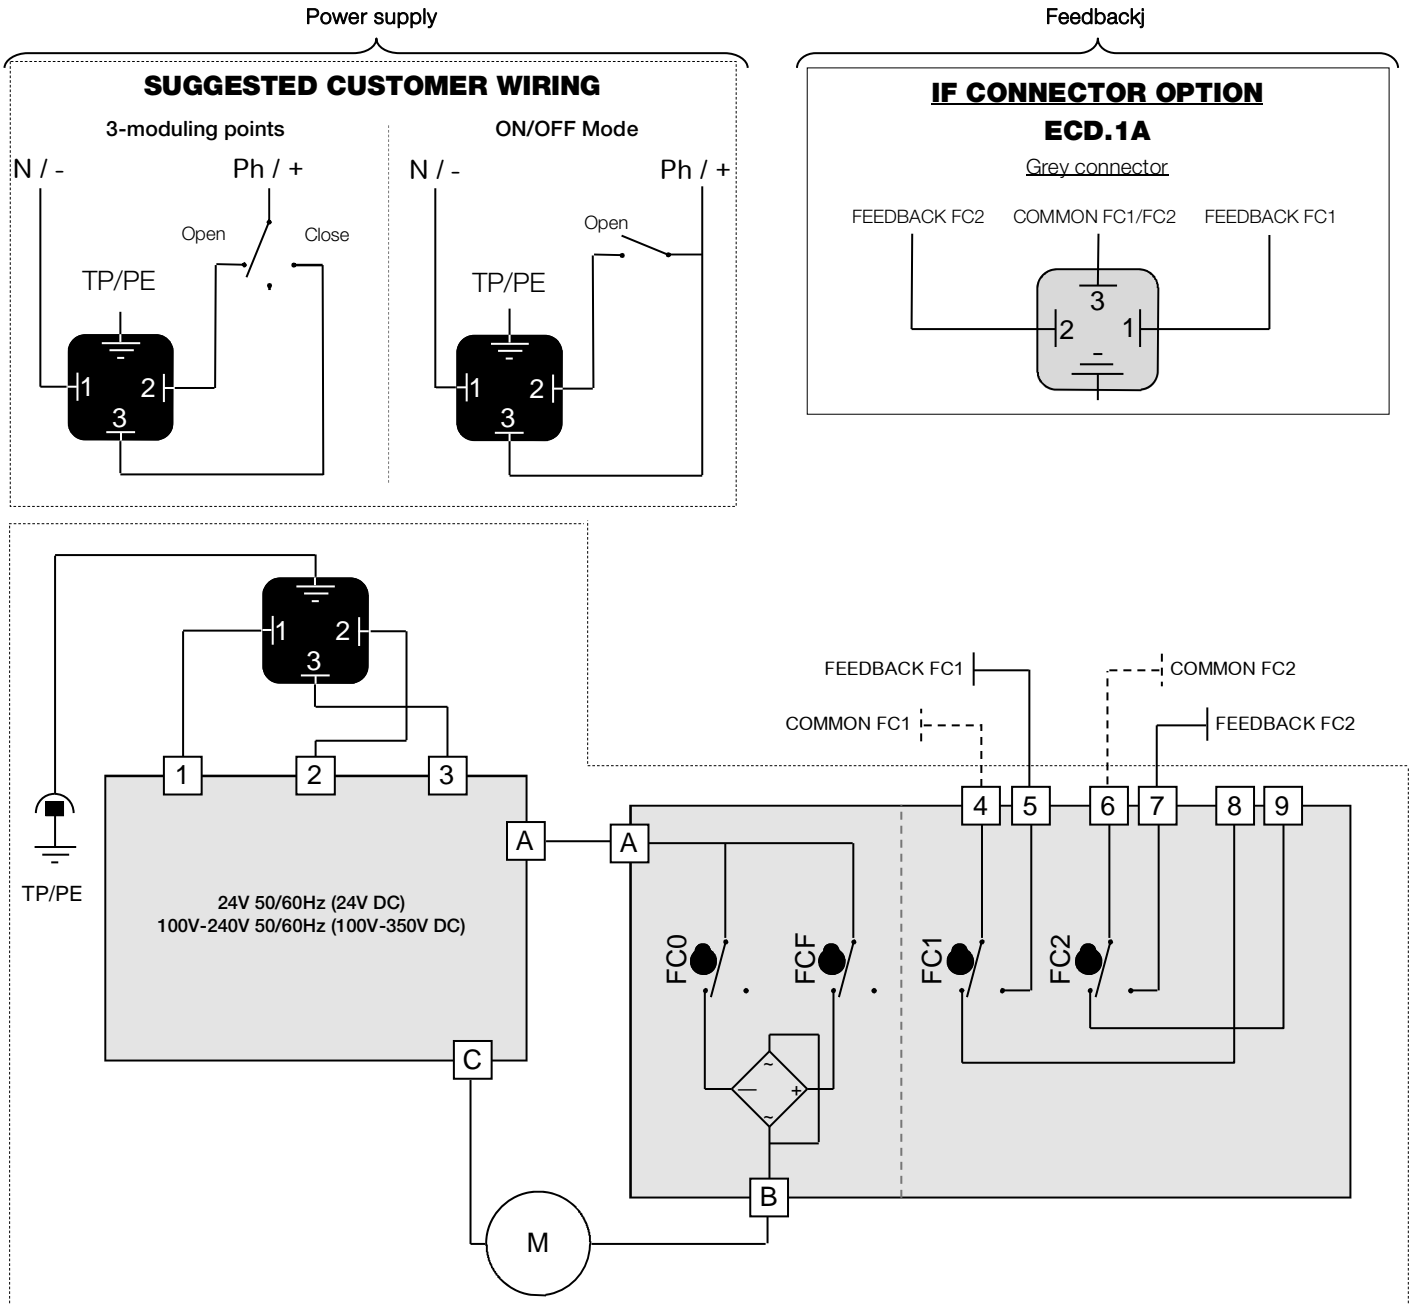 Power supply
SUGGESTED CUSTOMER WIRING
3-moduling points
N / -
Ph / +
Open
Close
TP/PE
1
2
3
ON/OFF Mode
N / -
Ph / +
Open
TP/PE
1
2
3
Feedbackj
IF CONNECTOR OPTION
ECD.1A
Grey connector
FEEDBACK FC2
COMMON FC1/FC2
FEEDBACK FC1
3
2
1
1
2
3
TP/PE
1
2
3
A
24V 50/60Hz (24V DC)
100V-240V 50/60Hz (100V-350V DC)
C
M
FEEDBACK FC1
COMMON FC2
COMMON FC1
FEEDBACK FC2
4
5
6
7
8
9
A
FC0
FCF
FC1
FC2
~
—
+
~
B